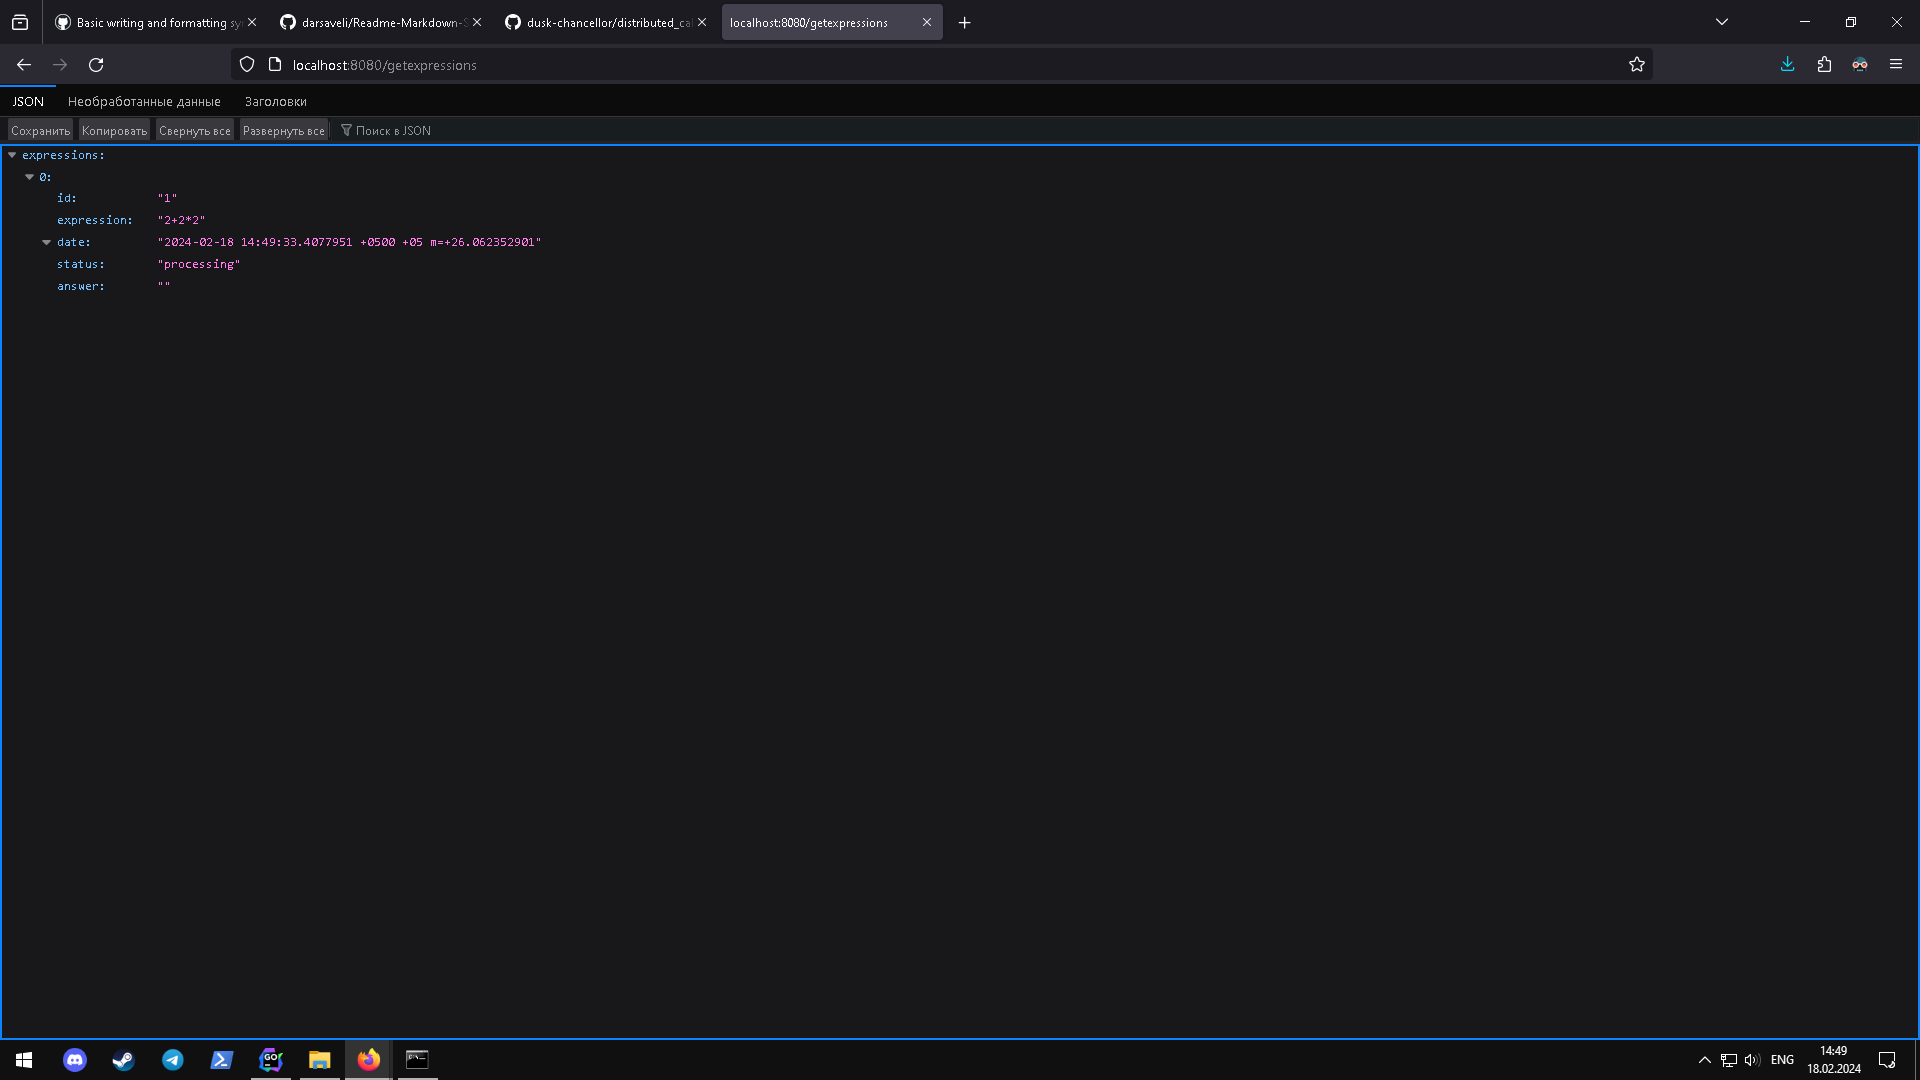 Basic writing and formatting sy
darsaveli/Readme-Markdown-S
dusk-chancellor/distributed_cal
localhost:8080/getexpressions
localhost:8080/getexpressions
JSON Необработанные данные Заголовки
Сохранить Копировать Свернуть все Развернуть все Поиск в JSON
expressions:
0:
id: "1"
expression: "2+2*2"
date: "2024-02-18 14:49:33.4077951 +0500 +05 m=+26.062352901"
status: "processing"
answer: ""
GO
ENG
14:49
18.02.2024